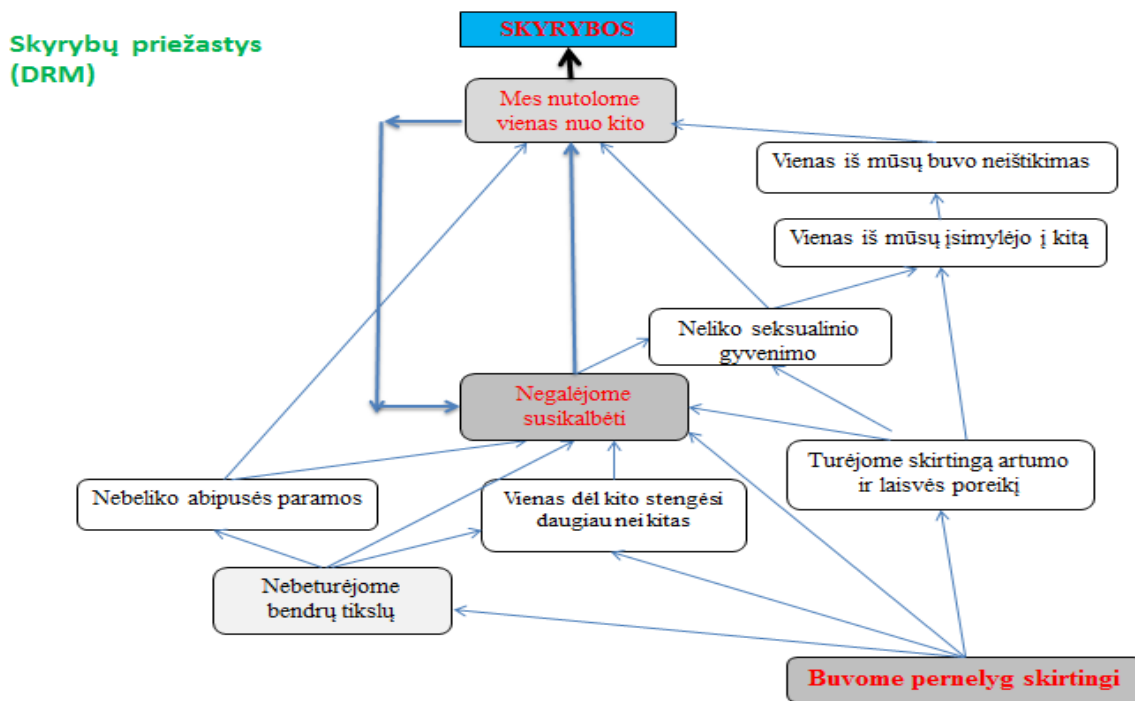 SKYRYBOS
Skyrybų priežastys
(DRM)
Mes nutolome
vienas nuo kito
Vienas iš mūsų buvo neištikimas
Vienas iš mūsų įsimylėjo į kitą
Neliko seksualinio
gyvenimo
Negalėjome
susikalbėti
Turėjome skirtingą artumo
ir laisvės poreikį
Nebeliko abipusės paramos
Vienas dėl kito stengėsi
daugiau nei kitas
Nebeturėjome
bendrų tikslų
Buvome pernelyg skirtingi